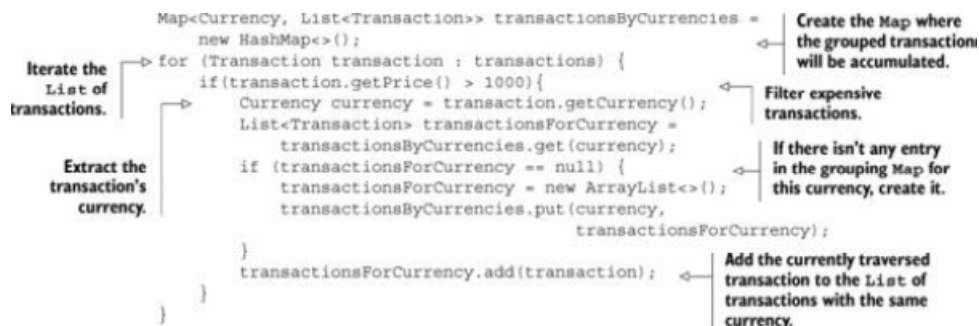 Map<Currency, List<Transaction>> transactionsByCurrencies =
new HashMap<>();
for (Transaction transaction : transactions) {
if(transaction.getPrice() > 1000){
Currency currency = transaction.getCurrency();
List<Transaction> transactionsForCurrency =
transactionsByCurrencies.get(currency);
if (transactionsForCurrency == null) {
transactionsForCurrency = new ArrayList<>();
transactionsByCurrencies.put(currency,
transactionsForCurrency);
}
transactionsForCurrency.add(transaction);
}
}
Iterate the
List of
transactions.
Extract the
transaction's
currency.
Create the Map where
the grouped transaction
will be accumulated.
Filter expensive
transactions.
If there isn't any entry
in the grouping Map for
this currency, create it.
Add the currently traversed
transaction to the List of
transactions with the same
currency.